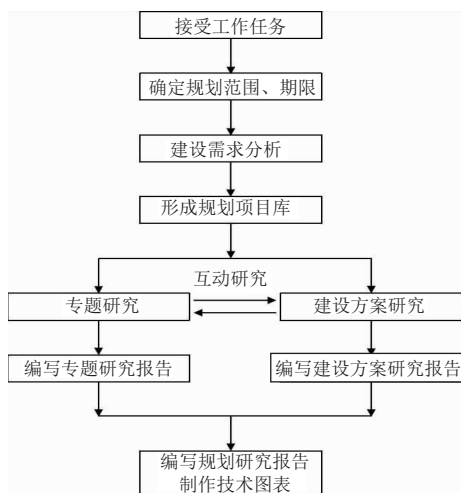 接受工作任务
确定规划范围、期限
建设需求分析
形成规划项目库
互动研究
专题研究
建设方案研究
编写专题研究报告
编写建设方案研究报告
编写规划研究报告
制作技术图表